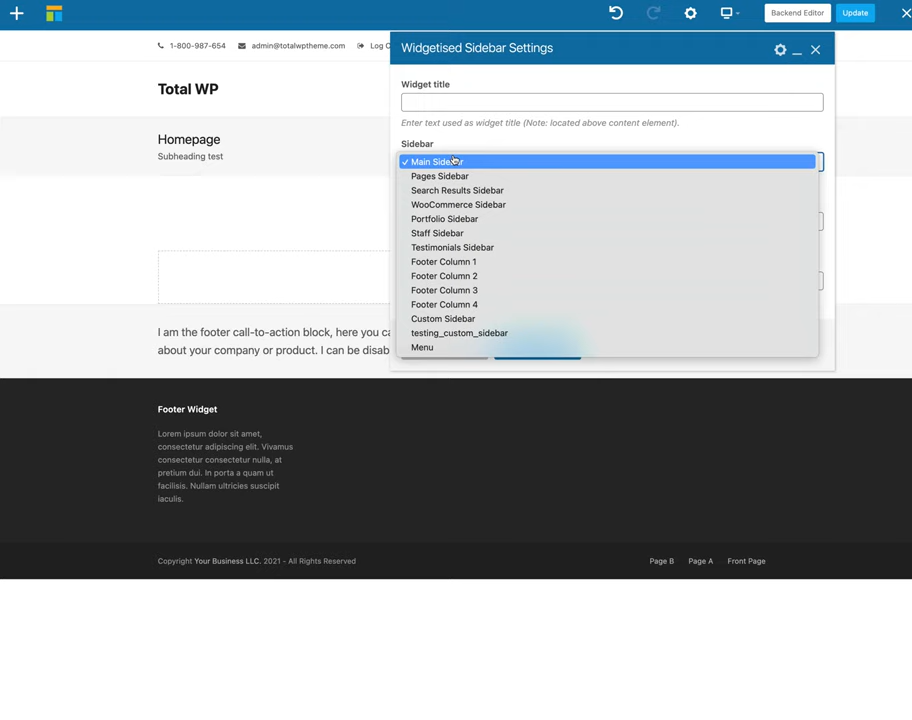 Backend Editor
Update
1-800-987-654
admin@totalwptheme.com
Log O
Widgetised Sidebar Settings
Total WP
Widget title
Enter text used as widget title (Note: located above content element).
Homepage
Subheading test
Sidebar
✓ Main Sidebar
Pages Sidebar
Search Results Sidebar
WooCommerce Sidebar
Portfolio Sidebar
Staff Sidebar
Testimonials Sidebar
Footer Column 1
Footer Column 2
Footer Column 3
Footer Column 4
Custom Sidebar
testing_custom_sidebar
Menu
I am the footer call-to-action block, here you ca
about your company or product. I can be disab
Footer Widget
Lorem ipsum dolor sit amet,
consectetur adipiscing elit. Vivamus
consectetur consectetur nulla, at
pretium dui. In porta a quam ut
facilisis. Nullam ultricies suscipit
iaculis.
Copyright Your Business LLC. 2021 - All Rights Reserved
Page B
Page A
Front Page